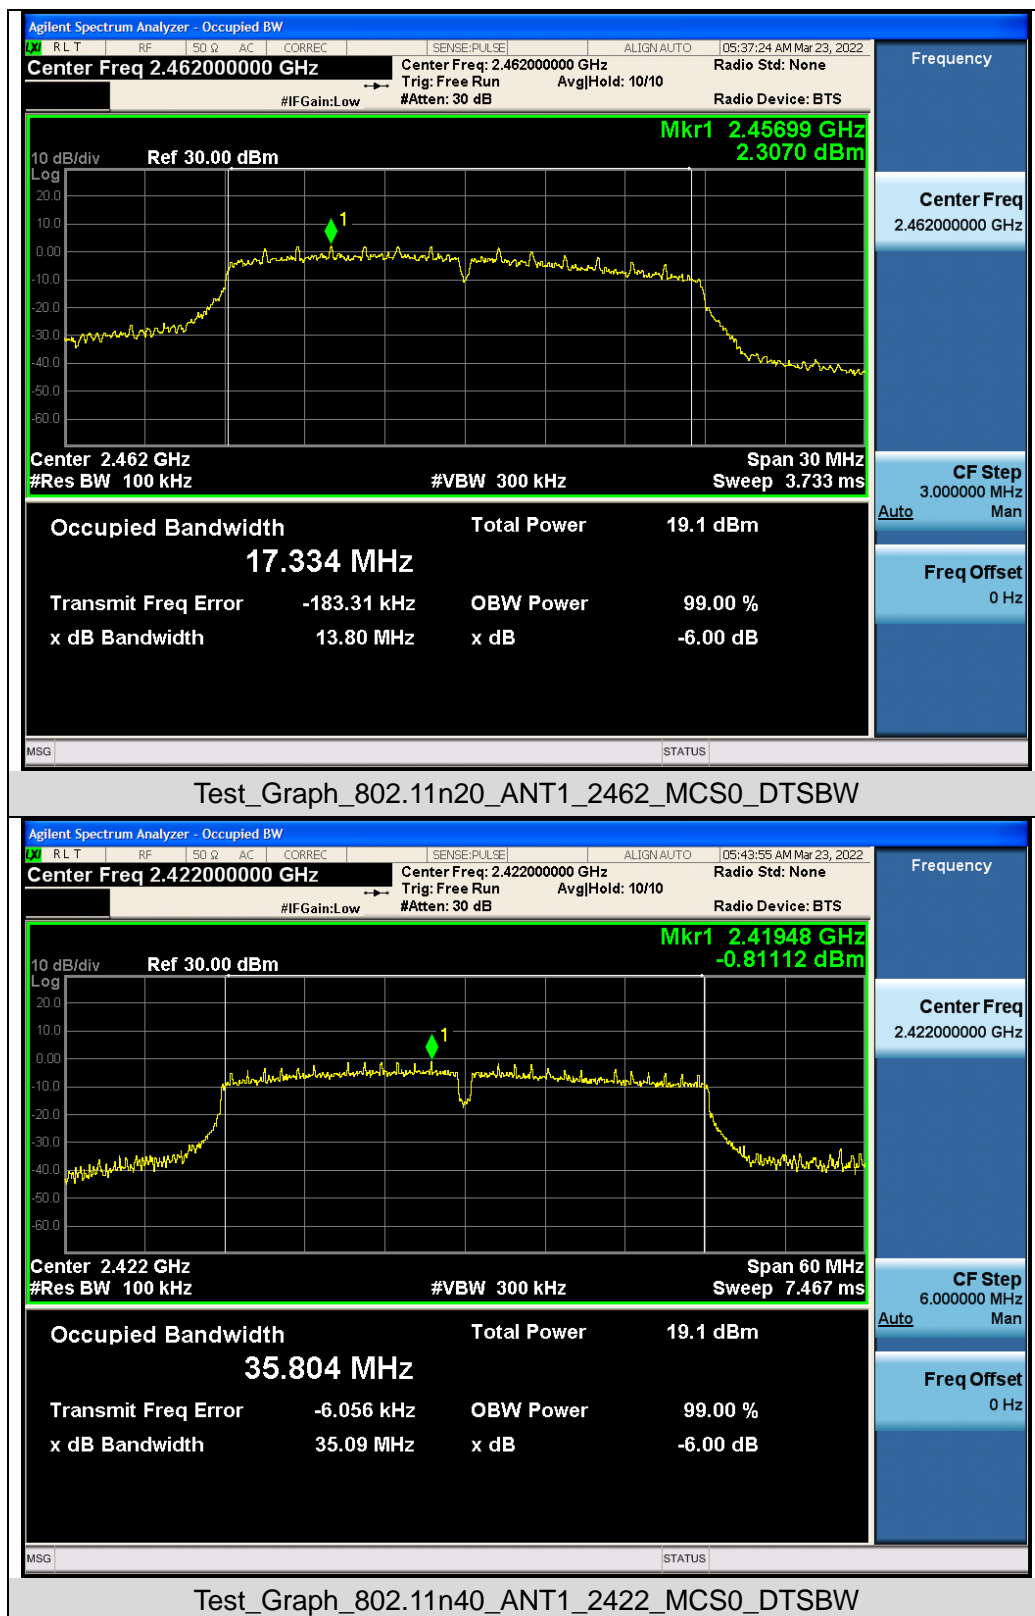 Agilent Spectrum Analyzer - Occupied BW
LXI RLT RF 50 Ω AC CORREC SENSE:PULSE ALIGN AUTO 05:37:24 AM Mar 23, 2022
Center Freq 2.462000000 GHz
Center Freq: 2.462000000 GHz
Radio Std: None
Trig: Free Run Avg|Hold: 10/10
#IFGain:Low #Atten: 30 dB Radio Device: BTS
Frequency
Mkr1 2.45699 GHz
2.3070 dBm
10 dB/div Ref 30.00 dBm
Log
20.0
10.0
0.00
-10.0
-20.0
-30.0
-40.0
-50.0
-60.0
1
Center Freq
2.462000000 GHz
Center 2.462 GHz Span 30 MHz
#Res BW 100 kHz #VBW 300 kHz Sweep 3.733 ms
CF Step
3.000000 MHz
Auto Man
Occupied Bandwidth Total Power 19.1 dBm
17.334 MHz
Freq Offset
0 Hz
Transmit Freq Error -183.31 kHz OBW Power 99.00 %
x dB Bandwidth 13.80 MHz x dB -6.00 dB
MSG STATUS
Test_Graph_802.11n20_ANT1_2462_MCS0_DTSBW
Agilent Spectrum Analyzer - Occupied BW
LXI RLT RF 50 Ω AC CORREC SENSE:PULSE ALIGN AUTO 05:43:55 AM Mar 23, 2022
Center Freq 2.422000000 GHz
Center Freq: 2.422000000 GHz
Radio Std: None
Trig: Free Run Avg|Hold: 10/10
#IFGain:Low #Atten: 30 dB Radio Device: BTS
Frequency
Mkr1 2.41948 GHz
-0.81112 dBm
10 dB/div Ref 30.00 dBm
Log
20.0
10.0
0.00
-10.0
-20.0
-30.0
-40.0
-50.0
-60.0
1
Center Freq
2.422000000 GHz
Center 2.422 GHz Span 60 MHz
#Res BW 100 kHz #VBW 300 kHz Sweep 7.467 ms
CF Step
6.000000 MHz
Auto Man
Occupied Bandwidth Total Power 19.1 dBm
35.804 MHz
Freq Offset
0 Hz
Transmit Freq Error -6.056 kHz OBW Power 99.00 %
x dB Bandwidth 35.09 MHz x dB -6.00 dB
MSG STATUS
Test_Graph_802.11n40_ANT1_2422_MCS0_DTSBW